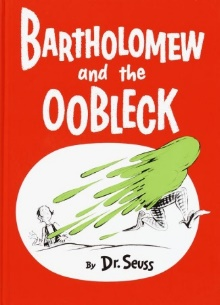 BARTHOLOMEW
and the
OOBLECK
By Dr. Seuss